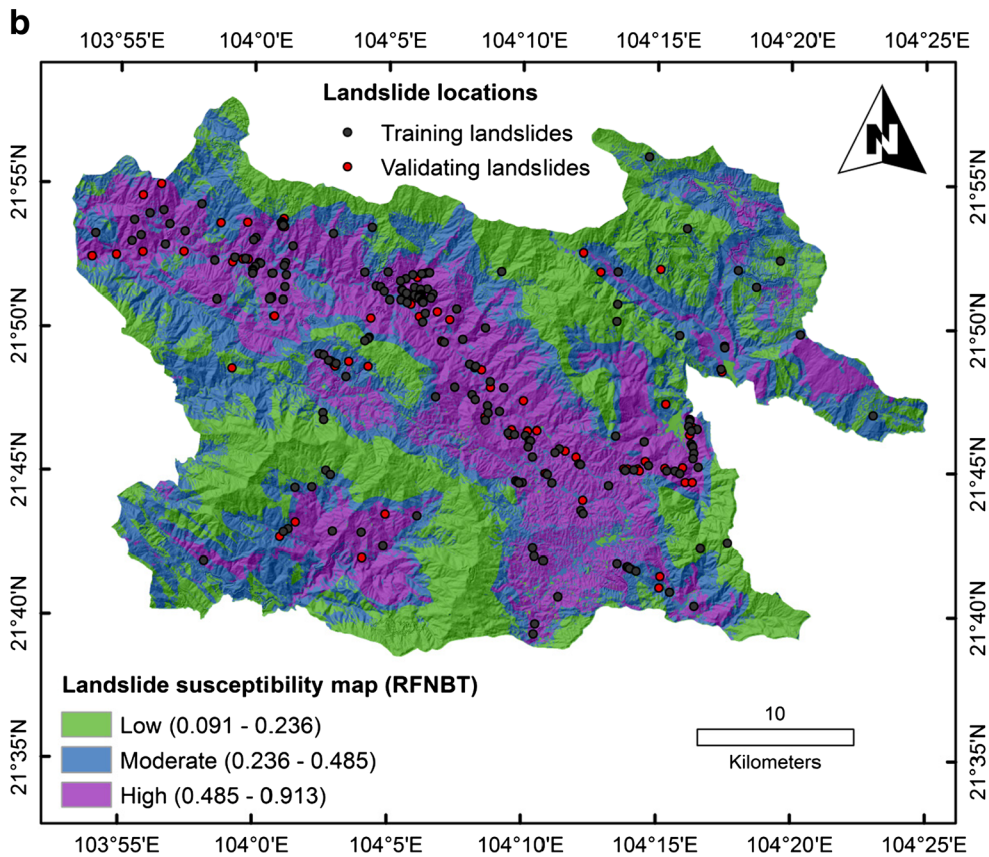 b
103°55'E 104°0'E 104°5'E 104°10'E 104°15'E 104°20'E 104°25'E
Landslide locations
Training landslides
Validating landslides
N
21°55'N 21°55'N
21°50'N 21°50'N
21°45'N 21°45'N
21°40'N 21°40'N
21°35'N 21°35'N
Landslide susceptibility map (RFNBT)
Low (0.091 - 0.236)
Moderate (0.236 - 0.485)
High (0.485 - 0.913)
10
Kilometers
103°55'E 104°0'E 104°5'E 104°10'E 104°15'E 104°20'E 104°25'E